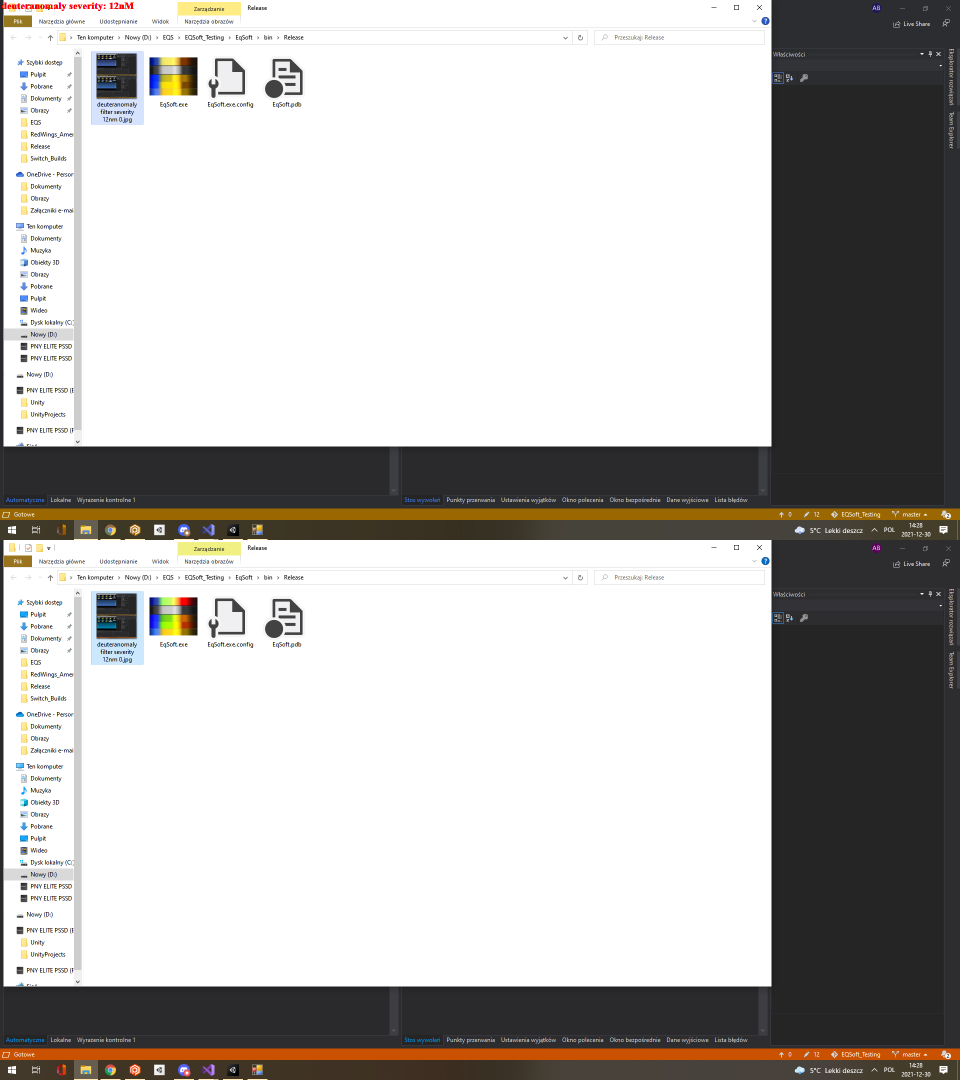 deuteranomaly severity: 12nM
Zarządzanie Release
Plik Narzędzia główne Udostępnianie Widok Narzędzia obrazów
Ten komputer > Nowy (D:) > EQS > EQSoft_Testing > EqSoft > bin > Release
Przeszukaj: Release
AB
Live Share
Właściwości
Eksplorator rozwiązań
Team Explorer
Szybki dostęp
Pulpit
Pobrane
Dokumenty
Obrazy
EQS
RedWings_Amer
Release
Switch_Builds
OneDrive - Person
Dokumenty
Obrazy
Załączniki e-mai
Ten komputer
Dokumenty
Muzyka
Obiekty 3D
Obrazy
Pobrane
Pulpit
Wideo
Dysk lokalny (C:)
Nowy (D:)
PNY ELITE PSSD
PNY ELITE PSSD
Nowy (D:)
PNY ELITE PSSD (E
Unity
UnityProjects
PNY ELITE PSSD (F
deuteranomaly
filter severity
12nm 0.jpg
EqSoft.exe
EqSoft.exe.config
EqSoft.pdb
Automatyczne Lokalne Wyrażenie kontrolne 1
Stos wywołań Punkty przerwania Ustawienia wyjątków Okno polecenia Okno bezpośrednie Dane wyjściowe Lista błędów
Gotowe
0 12 EQSoft_Testing master 2
5°C Lekki deszcz POL 14:28
2021-12-30
Zarządzanie Release
Plik Narzędzia główne Udostępnianie Widok Narzędzia obrazów
Ten komputer > Nowy (D:) > EQS > EQSoft_Testing > EqSoft > bin > Release
Przeszukaj: Release
AB
Live Share
Właściwości
Eksplorator rozwiązań
Team Explorer
Szybki dostęp
Pulpit
Pobrane
Dokumenty
Obrazy
EQS
RedWings_Amer
Release
Switch_Builds
OneDrive - Person
Dokumenty
Obrazy
Załączniki e-mai
Ten komputer
Dokumenty
Muzyka
Obiekty 3D
Obrazy
Pobrane
Pulpit
Wideo
Dysk lokalny (C:)
Nowy (D:)
PNY ELITE PSSD
PNY ELITE PSSD
Nowy (D:)
PNY ELITE PSSD (E
Unity
UnityProjects
PNY ELITE PSSD (F
deuteranomaly
filter severity
12nm 0.jpg
EqSoft.exe
EqSoft.exe.config
EqSoft.pdb
Automatyczne Lokalne Wyrażenie kontrolne 1
Stos wywołań Punkty przerwania Ustawienia wyjątków Okno polecenia Okno bezpośrednie Dane wyjściowe Lista błędów
Gotowe
0 12 EQSoft_Testing master 2
5°C Lekki deszcz POL 14:28
2021-12-30